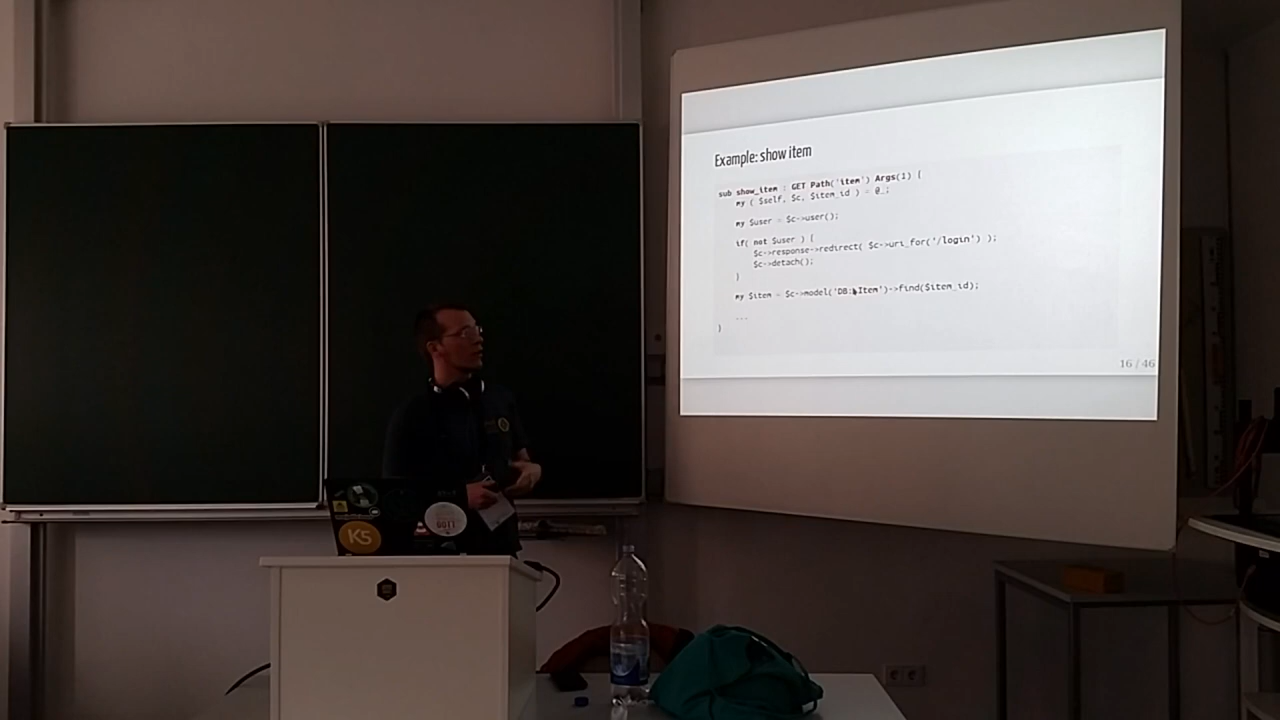 Example: show item
sub show_item : GET Path('item') Args(1) {
my ( $self, $c, $item_id ) = @_;
my $user = $c->user();
if( not $user ) {
$c->response->redirect( $c->uri_for('/login') );
$c->detach();
}
my $item = $c->model('DB::Item')->find($item_id);
...
}
16 / 46
K5